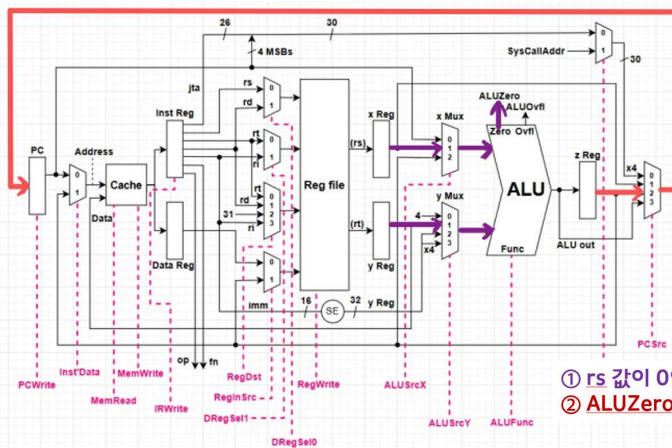 26
30
4 MSBs
SysCallAddr
0
1
30
jta
rs
rd
0
1
ALUZero
ALUOvfl
Zero Ovfl
Inst Reg
x Reg
x Mux
PC
Address
rt
ri
0
1
(rs)
0
1
2
z Reg
x4
0
1
2
3
0
1
Cache
Reg file
ALU
rt
rd
31
ri
0
1
2
3
y Mux
4
0
1
2
3
x4
(rt)
Data
Data Reg
y Reg
Func
ALU out
0
1
imm
16
SE
32
y Reg
op
fn
PCWrite
Inst'Data
MemRead
MemWrite
IRWrite
RegDst
RegInSrc
DRegSel1
DRegSel0
RegWrite
ALUSrcX
ALUSrcY
ALUFunc
PCSrc
① rs 값이
② ALUZero